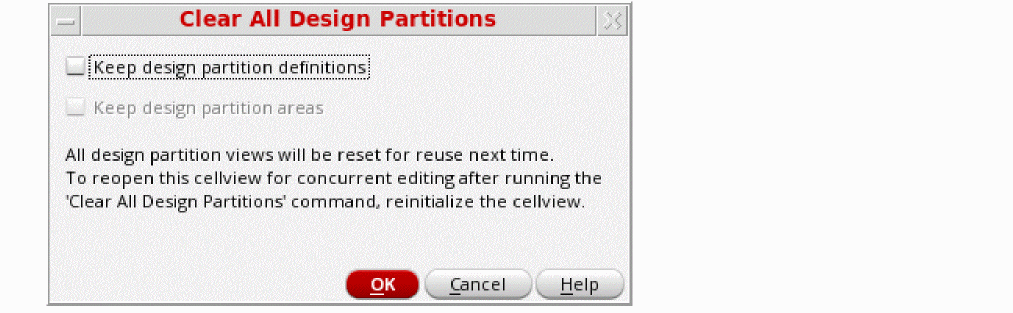 Clear All Design Partitions
Keep design partition definitions
Keep design partition areas
All design partition views will be reset for reuse next time.
To reopen this cellview for concurrent editing after running the
'Clear All Design Partitions' command, reinitialize the cellview.
OK Cancel Help